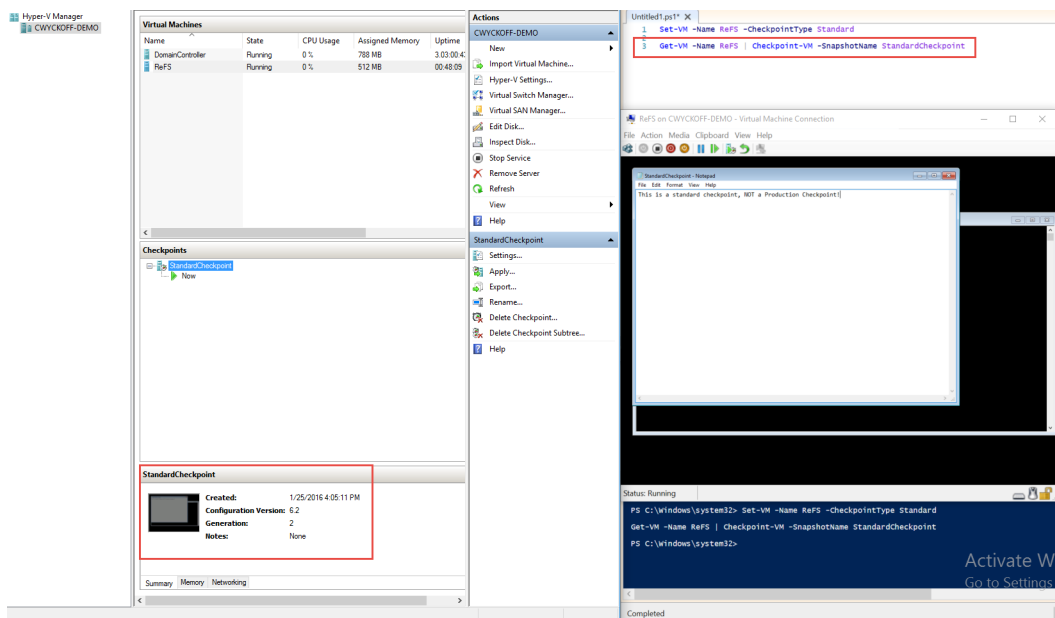 Hyper-V Manager
CWYCKOFF-DEMO
Virtual Machines
Name State CPU Usage Assigned Memory Uptime
DomainController Running 0 % 788 MB 3.03:00:4
ReFS Running 0 % 512 MB 00:48:09
Checkpoints
StandardCheckpoint
Now
StandardCheckpoint
Created: 1/25/2016 4:05:11 PM
Configuration Version: 6.2
Generation: 2
Notes: None
Summary Memory Networking
Actions
CWYCKOFF-DEMO
New
Import Virtual Machine...
Hyper-V Settings...
Virtual Switch Manager...
Virtual SAN Manager...
Edit Disk...
Inspect Disk...
Stop Service
Remove Server
Refresh
View
Help
StandardCheckpoint
Settings...
Apply...
Export...
Rename...
Delete Checkpoint...
Delete Checkpoint Subtree...
Help
Untitled1.ps1* X
1 Set-VM -Name ReFS -CheckpointType Standard
2
3 Get-VM -Name ReFS | Checkpoint-VM -SnapshotName StandardCheckpoint
ReFS on CWYCKOFF-DEMO - Virtual Machine Connection
File Action Media Clipboard View Help
StandardCheckpoint - Notepad
File Edit Format View Help
This is a standard checkpoint, NOT a Production Checkpoint!
Status: Running
PS C:\Windows\system32> Set-VM -Name ReFS -CheckpointType Standard
Get-VM -Name ReFS | Checkpoint-VM -SnapshotName StandardCheckpoint
PS C:\Windows\system32>
Activate W
Go to Settings
Completed